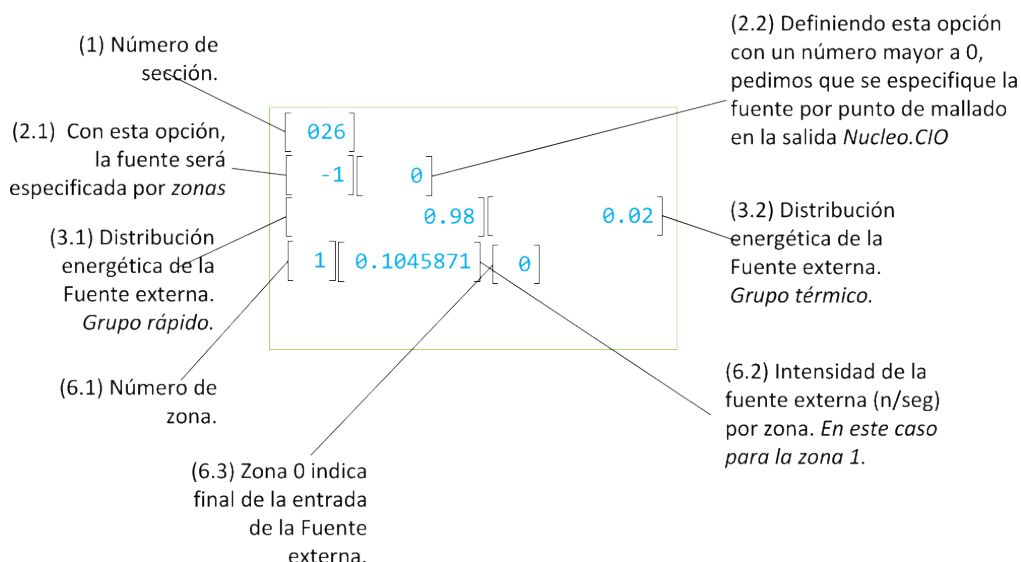 (1) Número de
sección.
(2.1) Con esta opción,
la fuente será
especificada por zonas
(3.1) Distribución
energética de la
Fuente externa.
Grupo rápido.
(6.1) Número de
zona.
(6.3) Zona 0 indica
final de la entrada
de la Fuente
externa.
026
-1 0
0.98 0.02
1 0.1045871 0
(2.2) Definiendo esta opción
con un número mayor a 0,
pedimos que se especifique la
fuente por punto de mallado
en la salida Nucleo.CIO
(3.2) Distribución
energética de la
Fuente externa.
Grupo térmico.
(6.2) Intensidad de la
fuente externa (n/seg)
por zona. En este caso
para la zona 1.